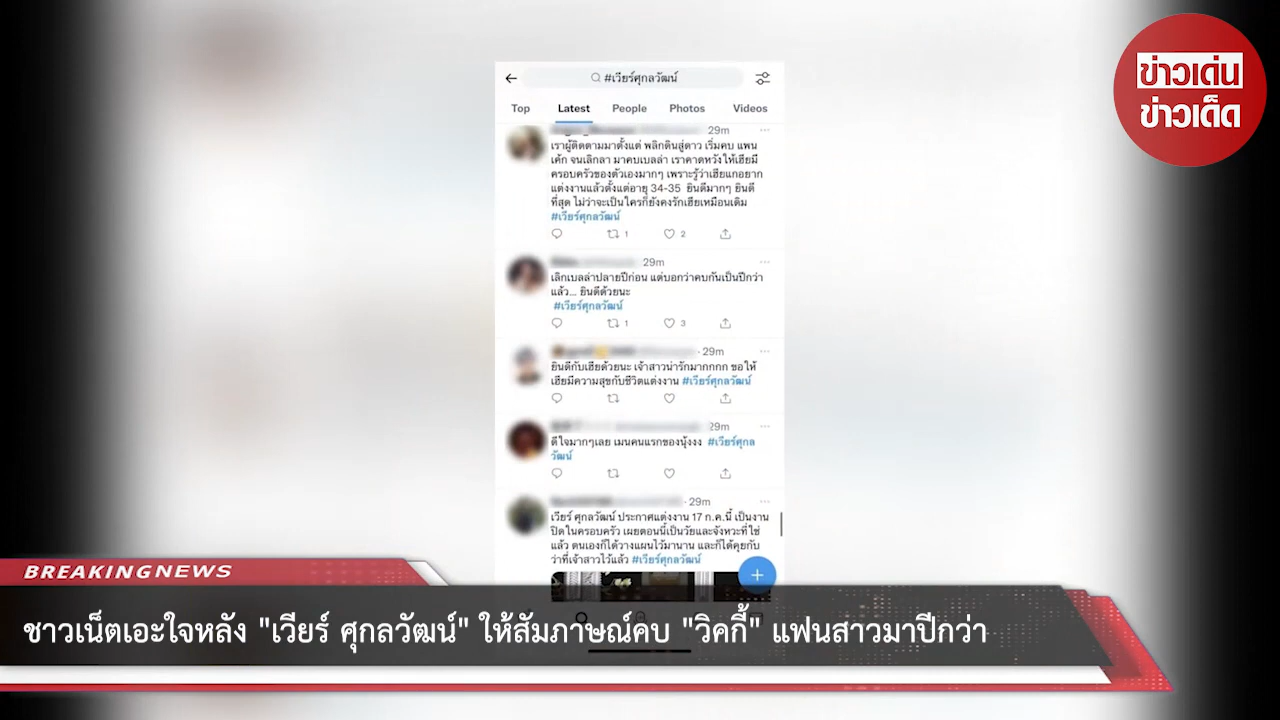 ข่าวเด่น
ข่าวเด็ด
#เวียร์ศุกลวัฒน์
Top Latest People Photos Videos
29m
เราผู้ติดตามมาตั้งแต่ พลิกดินสู่ดาว เริ่มคบ แพน
เค้ก จนเลิกลา มาคบเบลล่า เราคาดหวังให้เฮียมี
ครอบครัวของตัวเองมากๆ เพราะรู้ว่าเฮียแกอยาก
แต่งงานแล้วตั้งแต่อายุ 34-35 ยินดีมากๆ ยินดี
ที่สุด ไม่ว่าจะเป็นใครก็ยังคงรักเฮียเหมือนเดิม
#เวียร์ศุกลวัฒน์
1 2
29m
เลิกเบลล่าปลายปีก่อน แต่บอกว่าคบกันเป็นปีกว่า
แล้ว... ยินดีด้วยนะ
#เวียร์ศุกลวัฒน์
1 3
29m
ยินดีกับเฮียด้วยนะ เจ้าสาวน่ารักมากกกก ขอให้
เฮียมีความสุขกับชีวิตแต่งงาน #เวียร์ศุกลวัฒน์
29m
ดีใจมากๆเลย เมนคนแรกของนุ้งงง #เวียร์ศุกล
วัฒน์
29m
เวียร์ ศุกลวัฒน์ ประกาศแต่งงาน 17 ก.ค.นี้ เป็นงาน
ปิดในครอบครัว เผยตอนนี้เป็นวัยและจังหวะที่ใช่
แล้ว ตนเองก็ได้วางแผนไว้มานาน และก็ได้คุยกับ
ว่าที่เจ้าสาวไว้แล้ว #เวียร์ศุกลวัฒน์
BREAKING NEWS
ชาวเน็ตเอะใจหลัง "เวียร์ ศุกลวัฒน์" ให้สัมภาษณ์คบ "วิคกี้" แฟนสาวมาปีกว่า